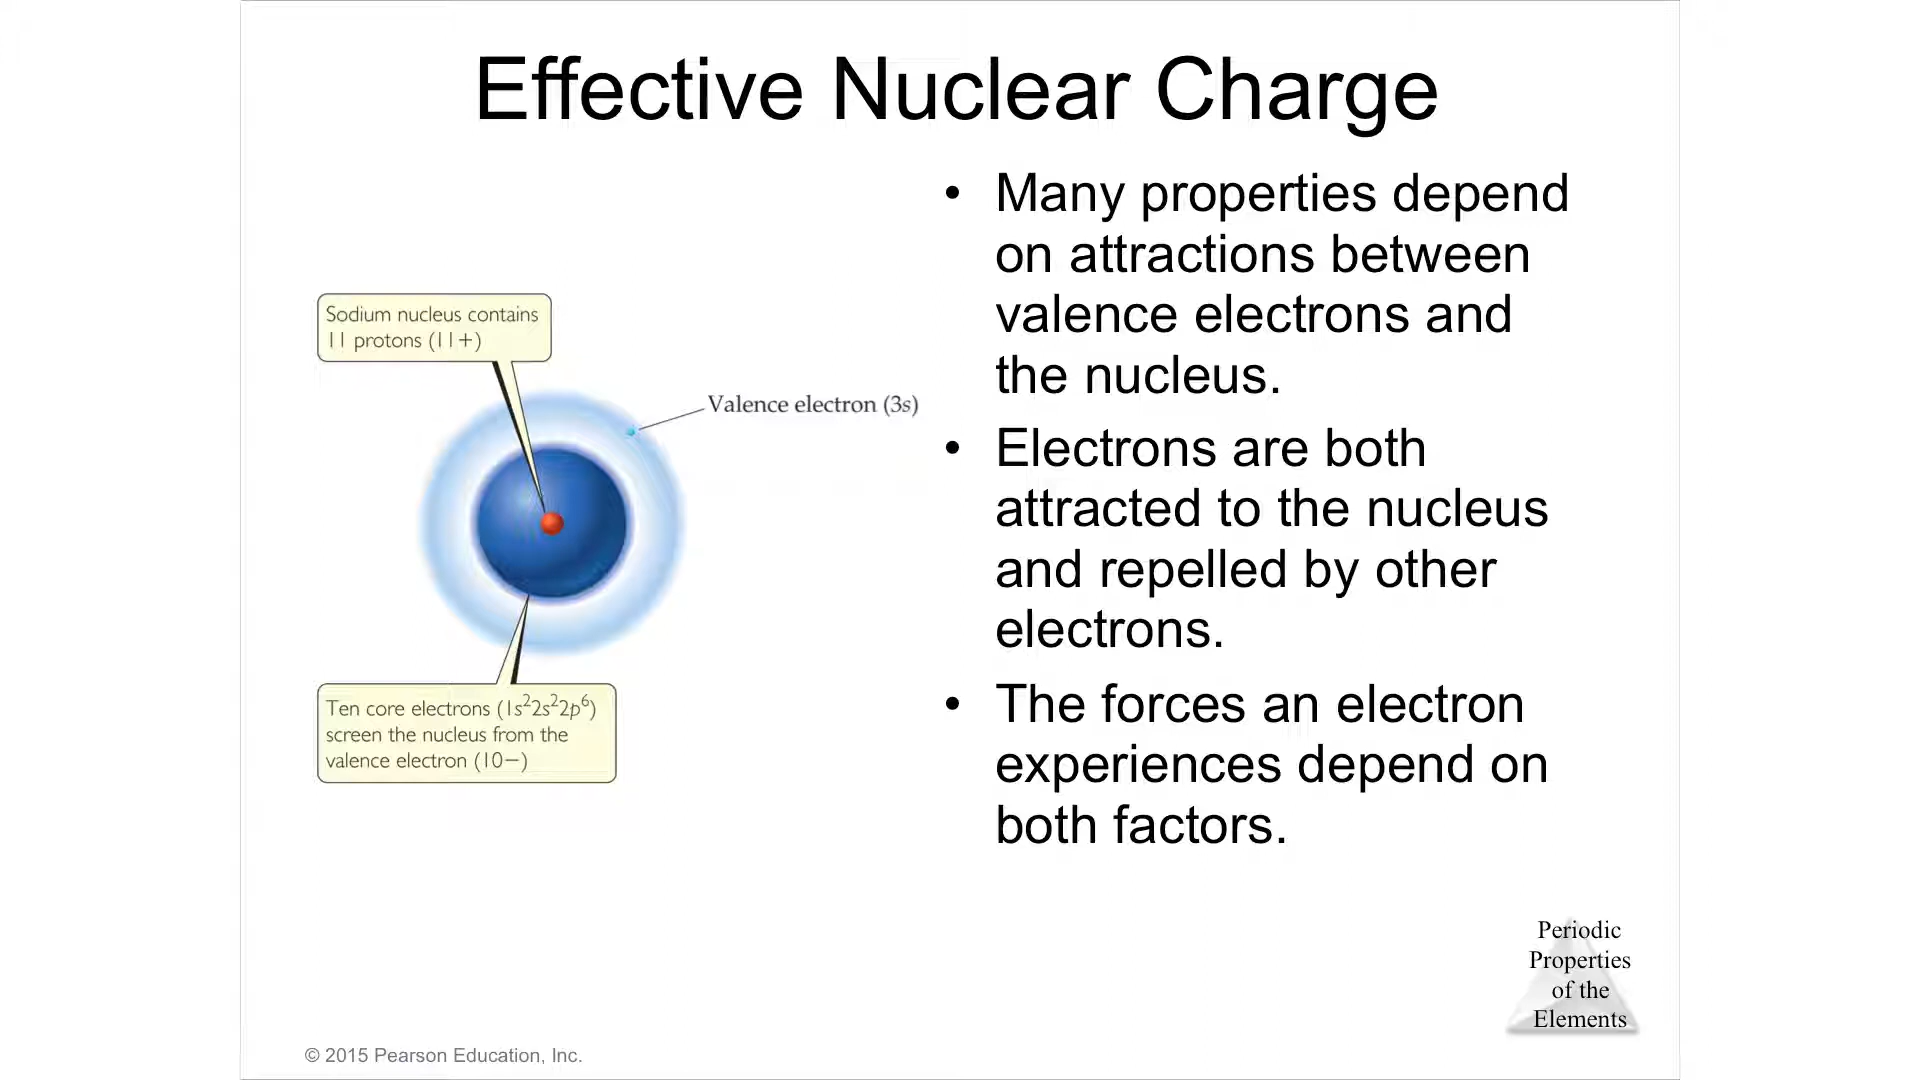 Effective Nuclear Charge
Sodium nucleus contains
11 protons (11+)
Valence electron (3s)
Ten core electrons (1s²2s²2p⁶)
screen the nucleus from the
valence electron (10−)
• Many properties depend
on attractions between
valence electrons and
the nucleus.
• Electrons are both
attracted to the nucleus
and repelled by other
electrons.
• The forces an electron
experiences depend on
both factors.
Periodic
Properties
of the
Elements
© 2015 Pearson Education, Inc.